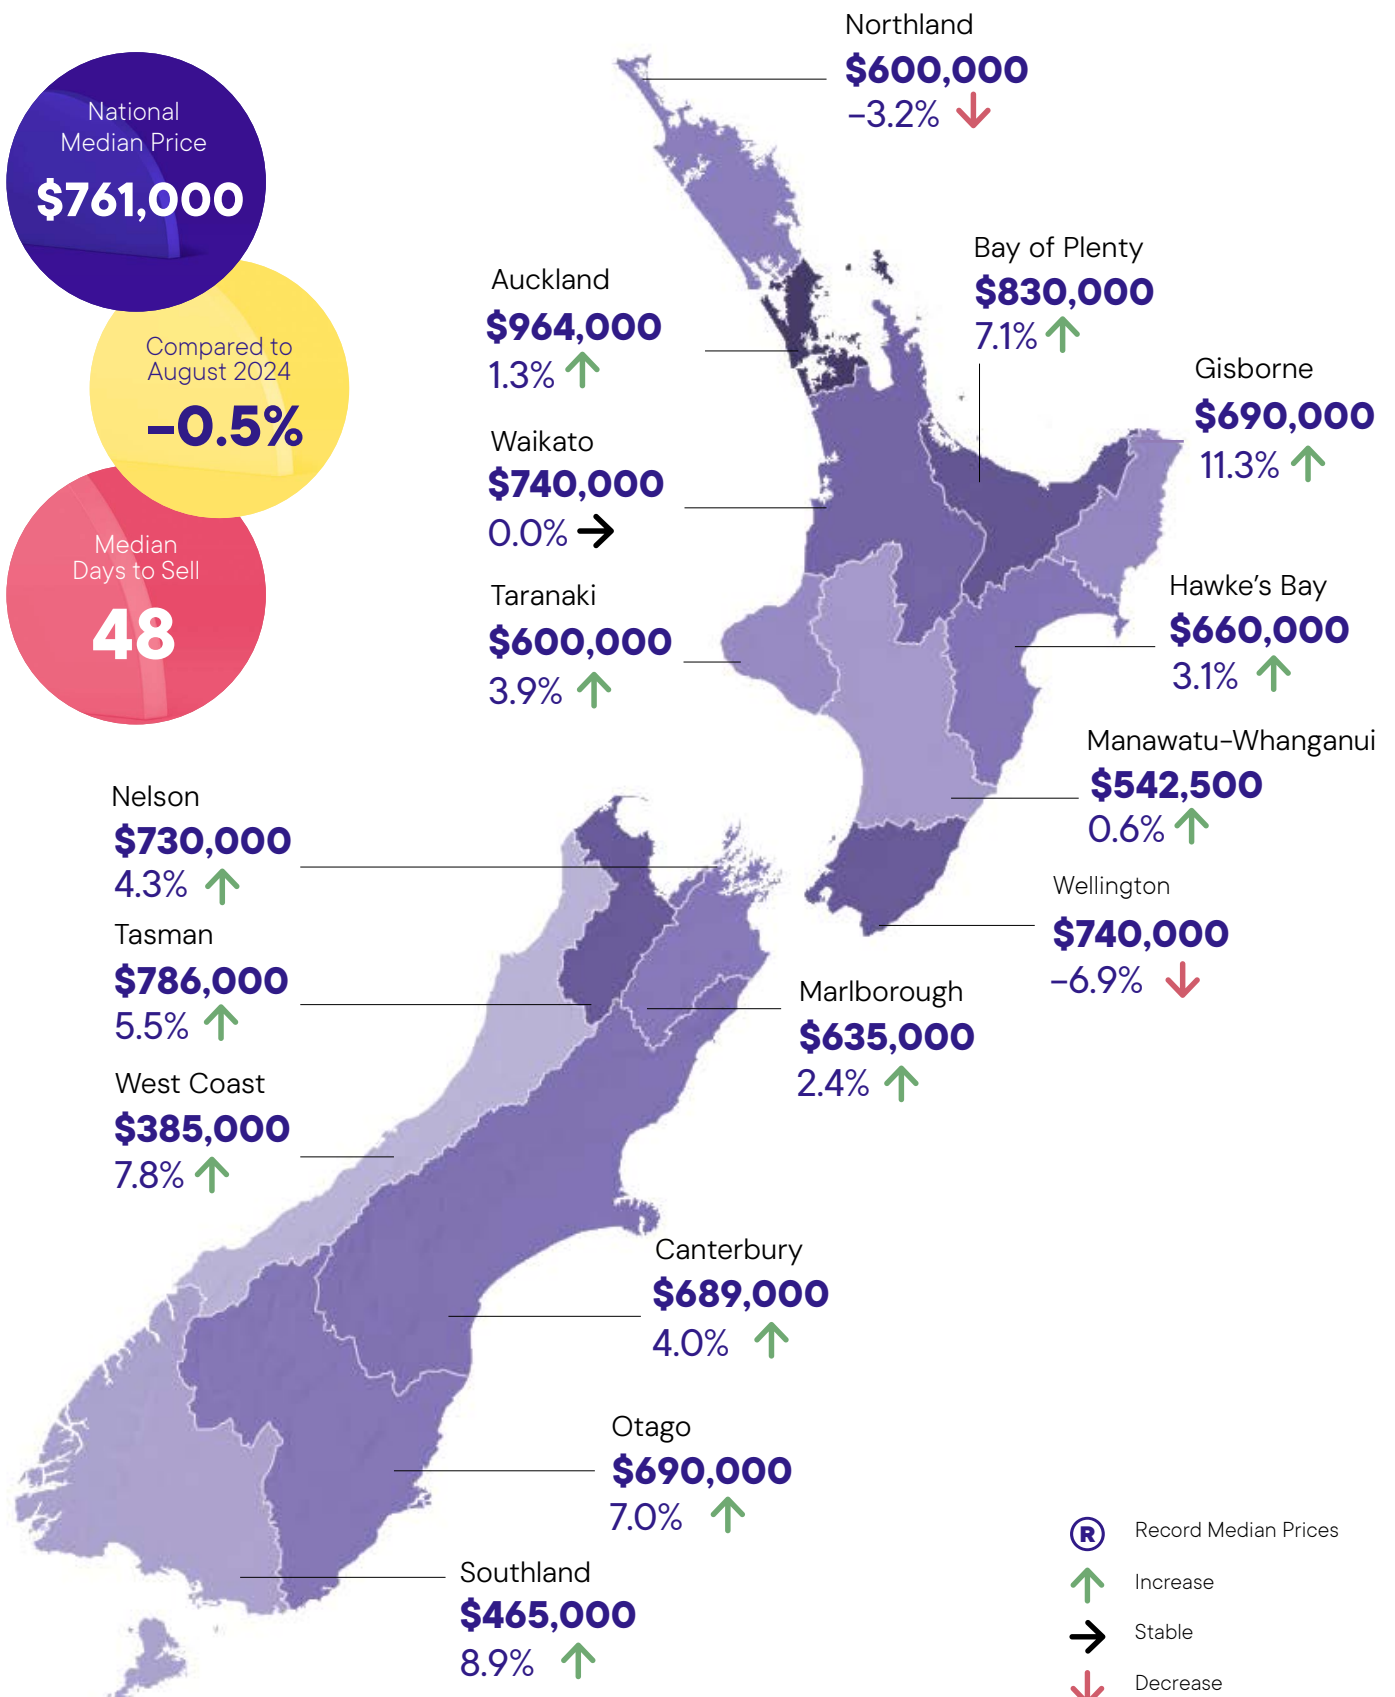 National
Median Price
$761,000
Compared to
August 2024
–0.5%
Median
Days to Sell
48
Northland
$600,000
–3.2%
Auckland
$964,000
1.3%
Bay of Plenty
$830,000
7.1%
Gisborne
$690,000
11.3%
Waikato
$740,000
0.0%
Taranaki
$600,000
3.9%
Hawke's Bay
$660,000
3.1%
Manawatu-Whanganui
$542,500
0.6%
Wellington
$740,000
–6.9%
Nelson
$730,000
4.3%
Tasman
$786,000
5.5%
Marlborough
$635,000
2.4%
West Coast
$385,000
7.8%
Canterbury
$689,000
4.0%
Otago
$690,000
7.0%
Southland
$465,000
8.9%
R Record Median Prices
Increase
Stable
Decrease